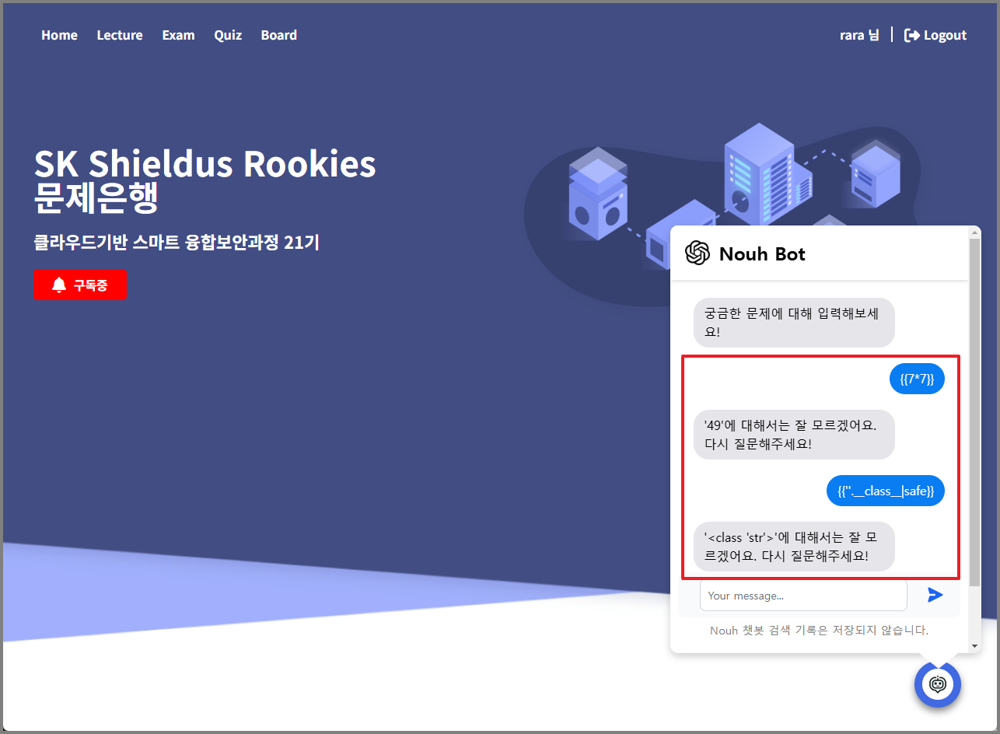 Home Lecture Exam Quiz Board rara 님 | Logout
SK Shieldus Rookies
문제은행
클라우드기반 스마트 융합보안과정 21기
구독중
Nouh Bot
궁금한 문제에 대해 입력해보세
요!
{{7*7}}
'49'에 대해서는 잘 모르겠어요.
다시 질문해주세요!
{{''.__class__|safe}}
'<class 'str'>'에 대해서는 잘 모
르겠어요. 다시 질문해주세요!
Your message...
Nouh 챗봇 검색 기록은 저장되지 않습니다.